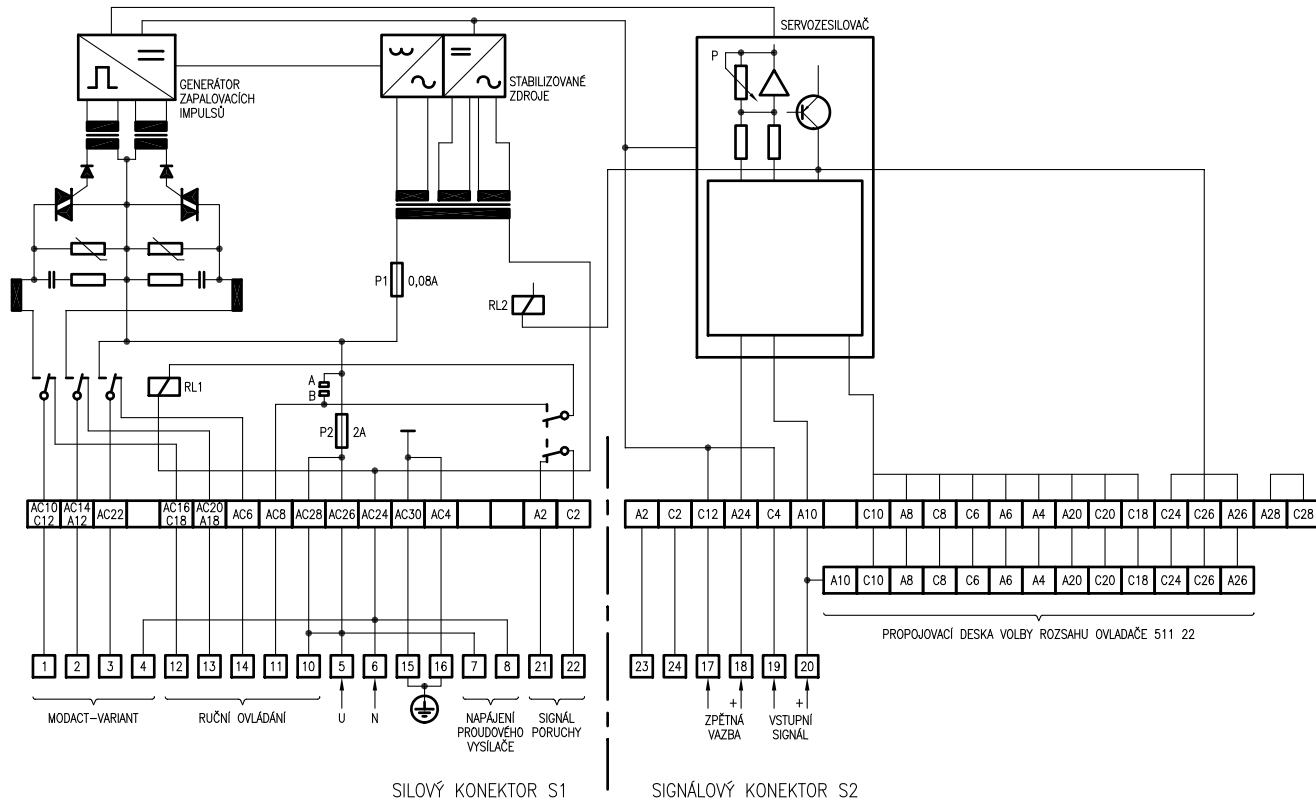 SERVOZESILOVAČ
P
GENERÁTOR
ZAPALOVACÍCH
IMPULSŮ
STABILIZOVANÉ
ZDROJE
P1 0,08A
RL2
RL1
A
B
P2 2A
AC10 C12
AC14 A12
AC22
AC16 C18
AC20 A18
AC6
AC8
AC28
AC26
AC24
AC30
AC4
A2
C2
A2
C2
C12
A24
C4
A10
C10
A8
C8
C6
A6
A4
A20
C20
C18
C24
C26
A26
A28
C28
A10
C10
A8
C8
C6
A6
A4
A20
C20
C18
C24
C26
A26
PROPOJOVACÍ DESKA VOLBY ROZSAHU OVLADAČE 511 22
1
2
3
4
12
13
14
11
10
5
6
15
16
7
8
21
22
23
24
17
18
19
20
+
+
MODACT-VARIANT
RUČNÍ OVLÁDÁNÍ
U
N
NAPÁJENÍ
PROUDOVÉHO
VYSÍLAČE
SIGNÁL
PORUCHY
ZPĚTNÁ
VAZBA
VSTUPNÍ
SIGNÁL
SILOVÝ KONEKTOR S1
SIGNÁLOVÝ KONEKTOR S2